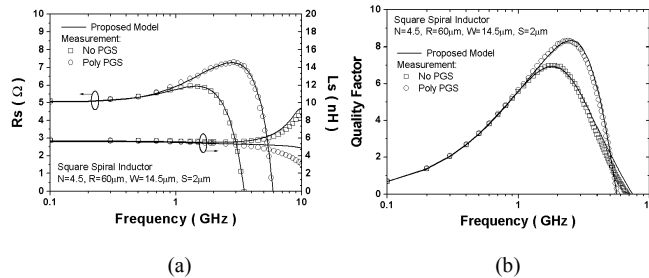 Rs ( Ω )
10
9
8
7
6
5
4
3
2
1
0
Proposed Model
Measurement:
No PGS
Poly PGS
Square Spiral Inductor
N=4.5, R=60μm, W=14.5μm, S=2μm
0.1 1 10
Frequency ( GHz )
20
18
16
14
12
10
8
6
4
2
0
Ls ( nH )
(a)
Quality Factor
10
8
6
4
2
0
Square Spiral Inductor
N=4.5, R=60μm, W=14.5μm, S=2μm
Proposed Model
Measurement:
No PGS
Poly PGS
0.1 1 10
Frequency ( GHz )
(b)